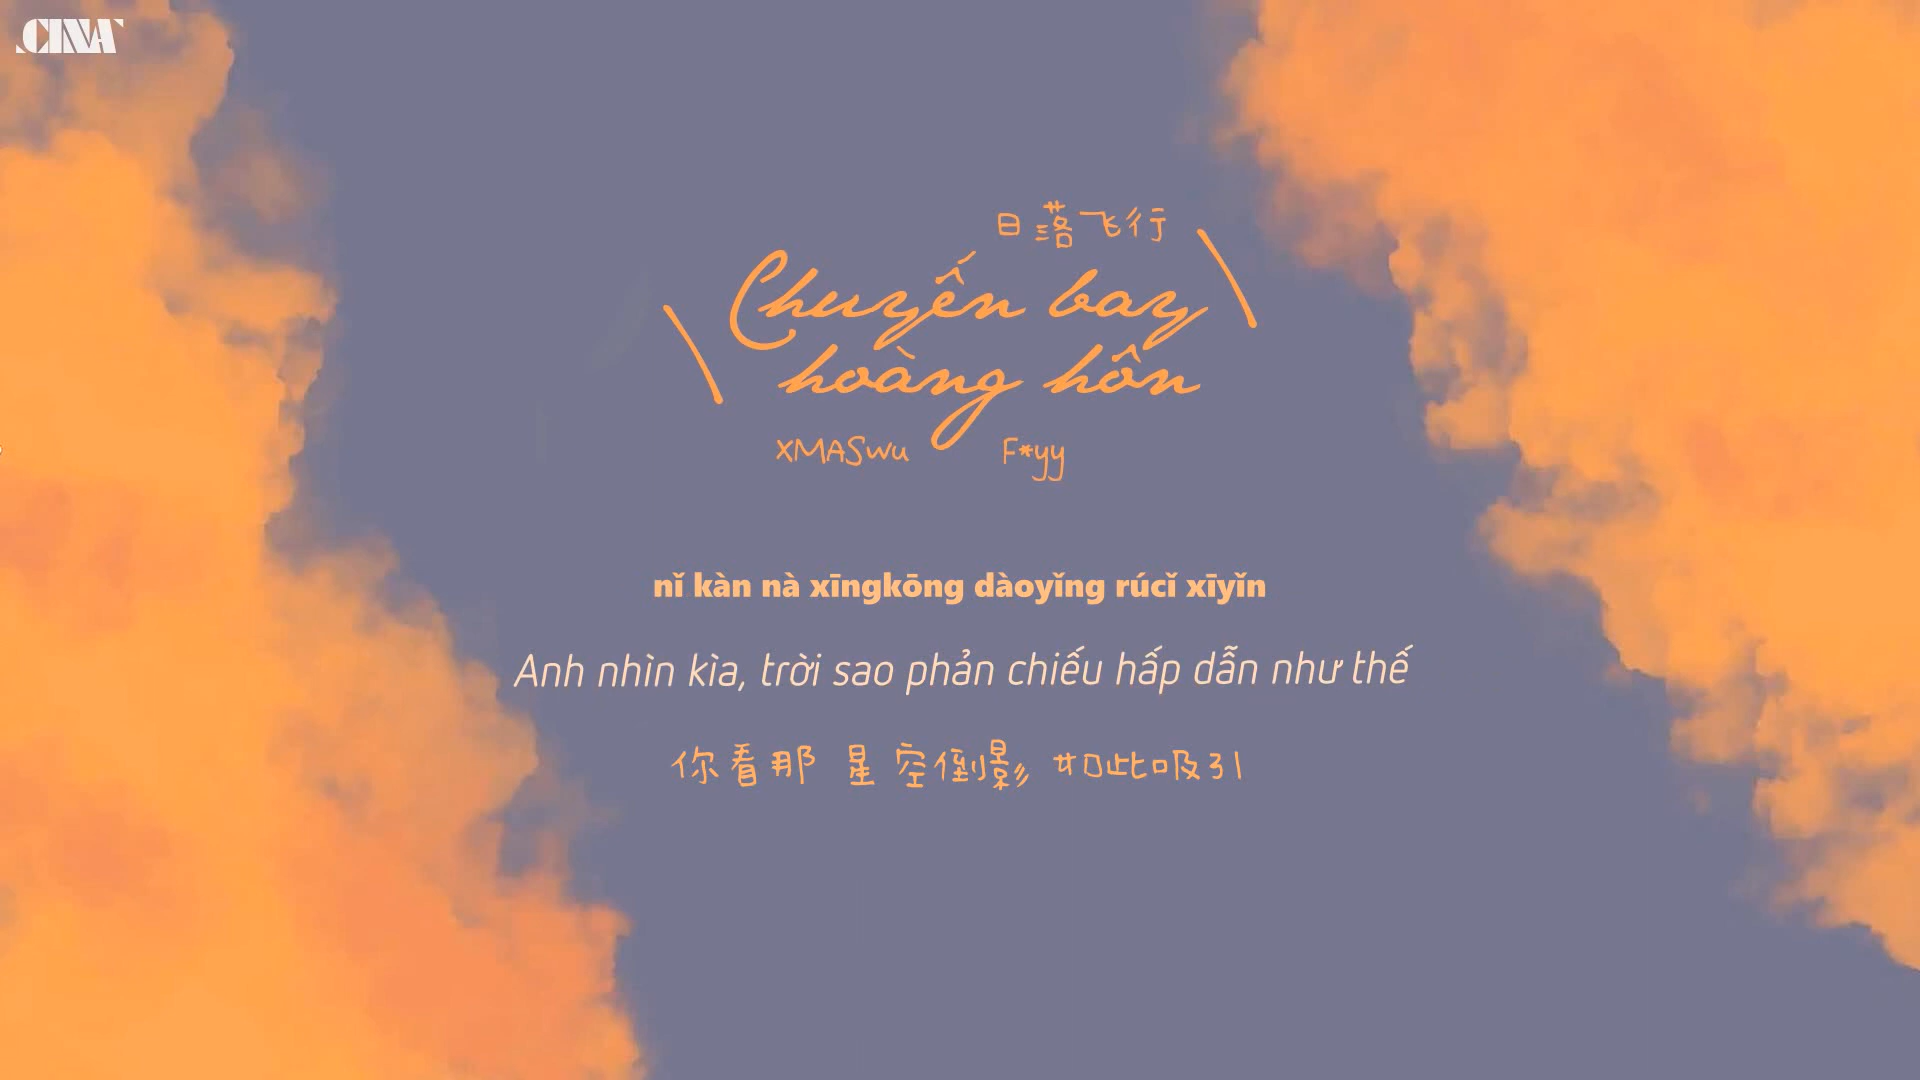 CINA
日落飞行
Chuyến bay
hoàng hôn
XMASwu F*yy
nǐ kàn nà xīngkōng dàoyǐng rúcǐ xīyǐn
Anh nhìn kìa, trời sao phản chiếu hấp dẫn như thế
你看那 星空倒影 如此吸引